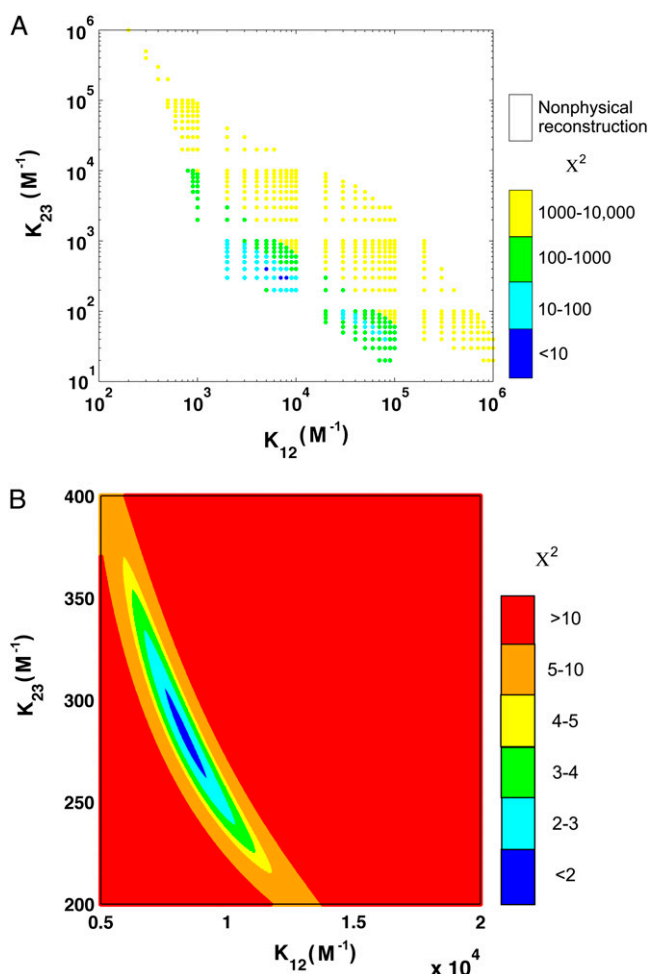 A
10^6
10^5
10^4
10^3
10^2
10^1
K_23 (M^-1)
10^2 10^3 10^4 10^5 10^6
K_12 (M^-1)
Nonphysical
reconstruction
X^2
1000-10,000
100-1000
10-100
<10
B
400
350
300
250
200
K_23 (M^-1)
0.5 1 1.5 2
K_12 (M^-1)
x 10^4
X^2
>10
5-10
4-5
3-4
2-3
<2